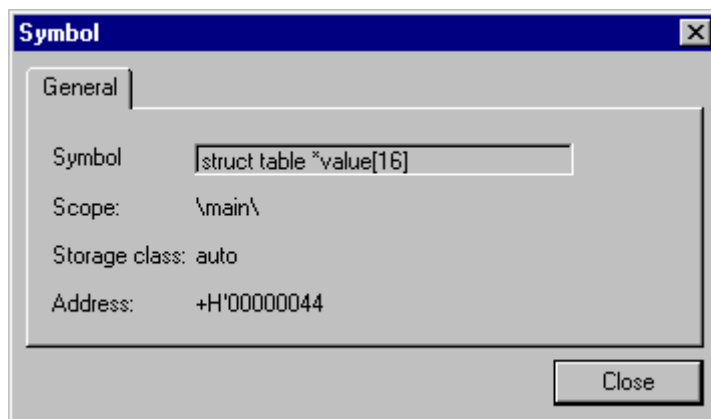 Symbol
General
Symbol struct table *value[16]
Scope: \main\
Storage class: auto
Address: +H'00000044
Close